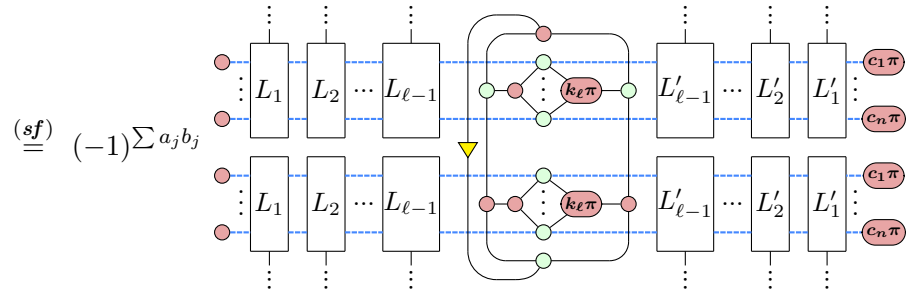 (sf)
= (-1)^{∑ a_j b_j}
⋮ ⋮ ⋮ ⋮ ⋮ ⋮ ⋮
L_1 L_2 ... L_{ℓ-1} ⋮ k_ℓπ L'_{ℓ-1} ... L'_2 L'_1 c_1π
⋮ ⋮
c_nπ
L_1 L_2 ... L_{ℓ-1} ⋮ k_ℓπ L'_{ℓ-1} ... L'_2 L'_1 c_1π
⋮ ⋮
c_nπ
⋮ ⋮ ⋮ ⋮ ⋮ ⋮